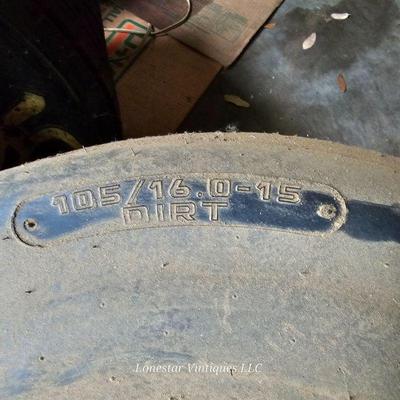 105/16.0-15
DIRT
Lonestar Vintiques LLC